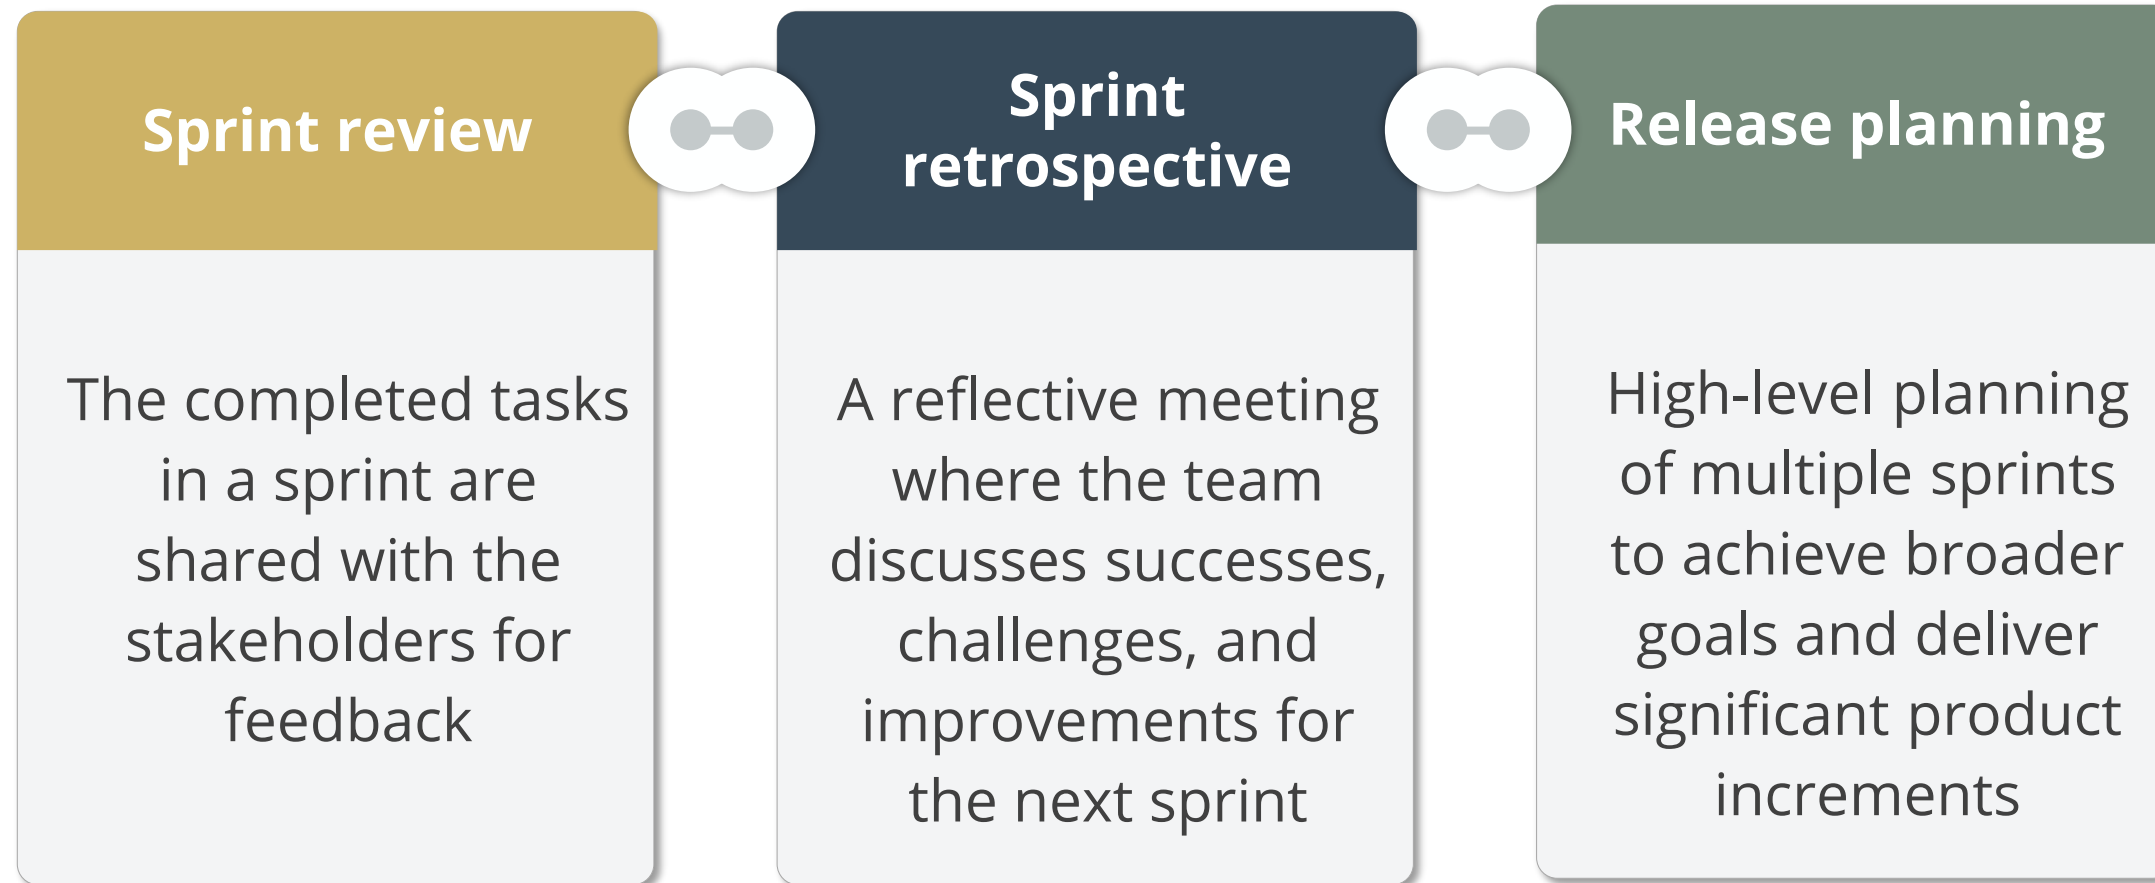 Sprint review
The completed tasks
in a sprint are
shared with the
stakeholders for
feedback
Sprint
retrospective
A reflective meeting
where the team
discusses successes,
challenges, and
improvements for
the next sprint
Release planning
High-level planning
of multiple sprints
to achieve broader
goals and deliver
significant product
increments